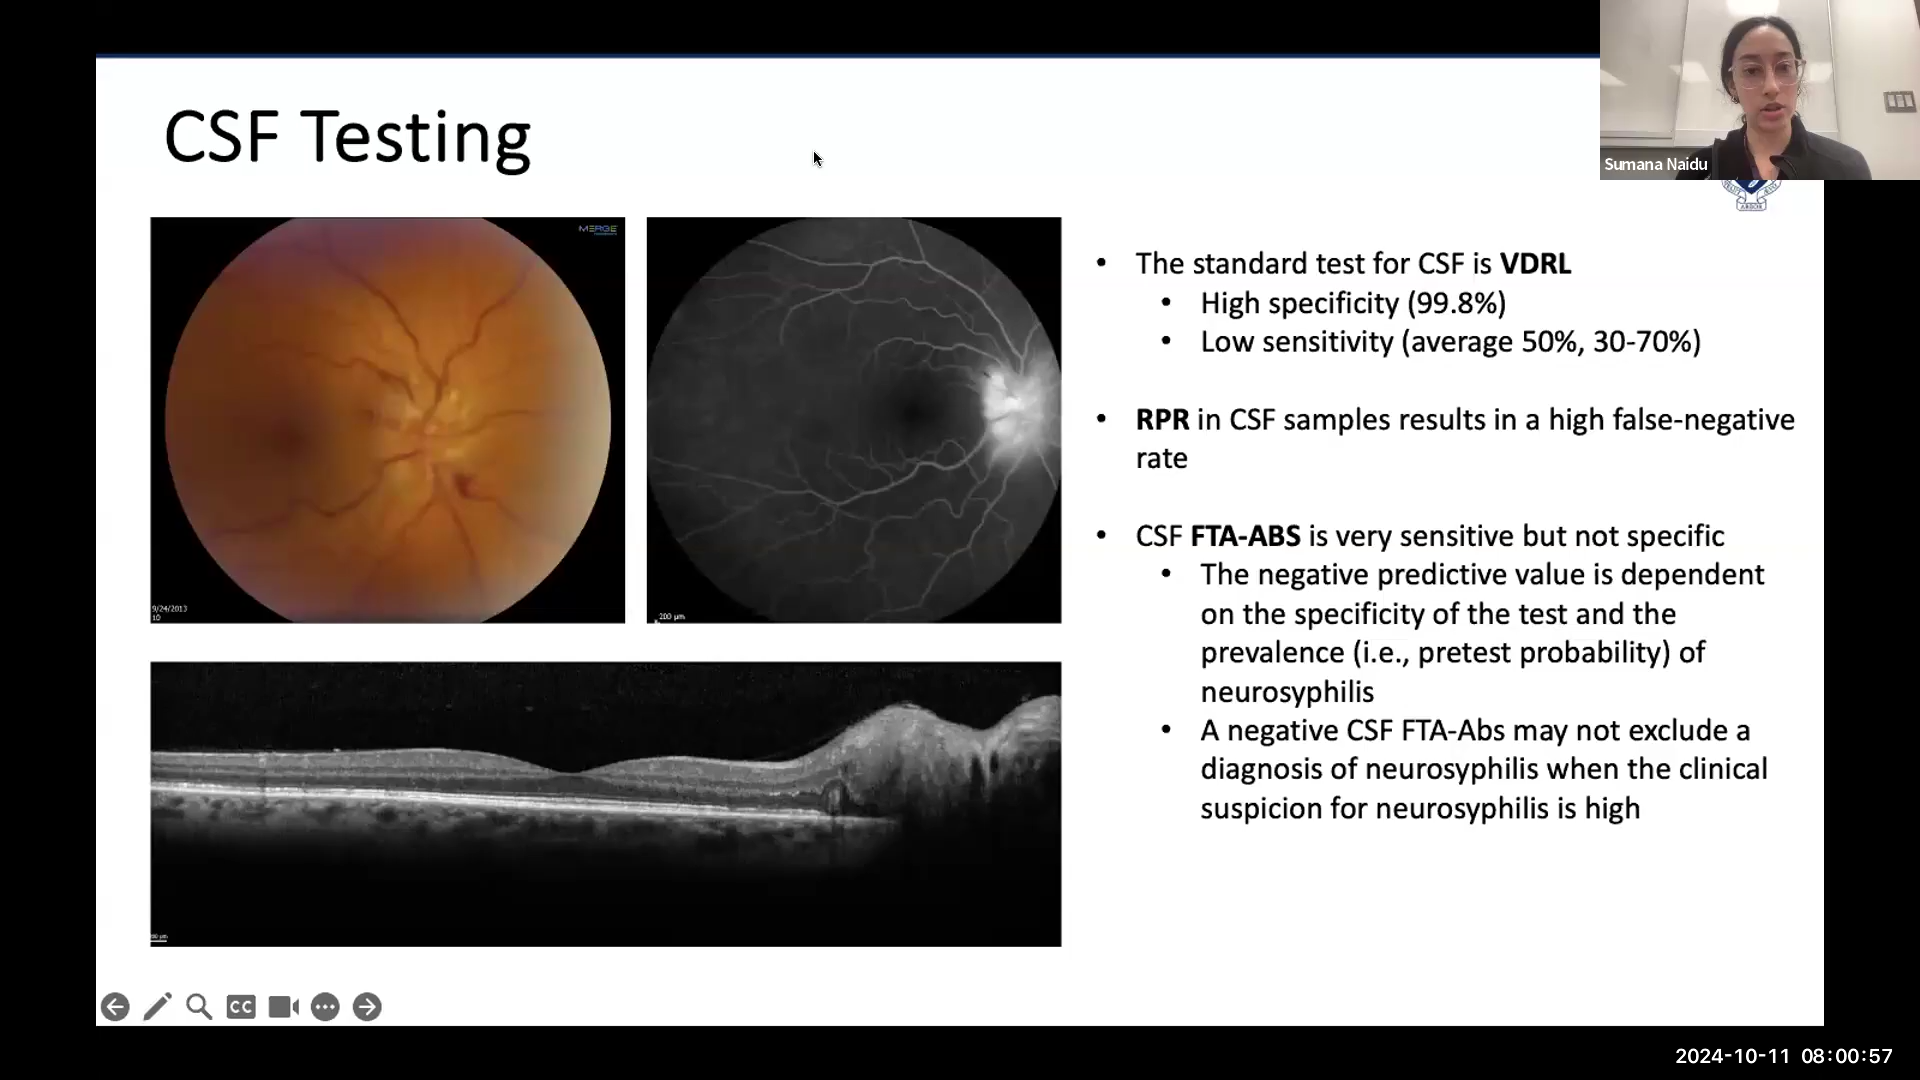 Sumana Naidu
CSF Testing
MERGE
9/24/2013
10
200 µm
• The standard test for CSF is VDRL
• High specificity (99.8%)
• Low sensitivity (average 50%, 30-70%)
• RPR in CSF samples results in a high false-negative
rate
• CSF FTA-ABS is very sensitive but not specific
• The negative predictive value is dependent
on the specificity of the test and the
prevalence (i.e., pretest probability) of
neurosyphilis
• A negative CSF FTA-Abs may not exclude a
diagnosis of neurosyphilis when the clinical
suspicion for neurosyphilis is high
CC
2024-10-11 08:00:57